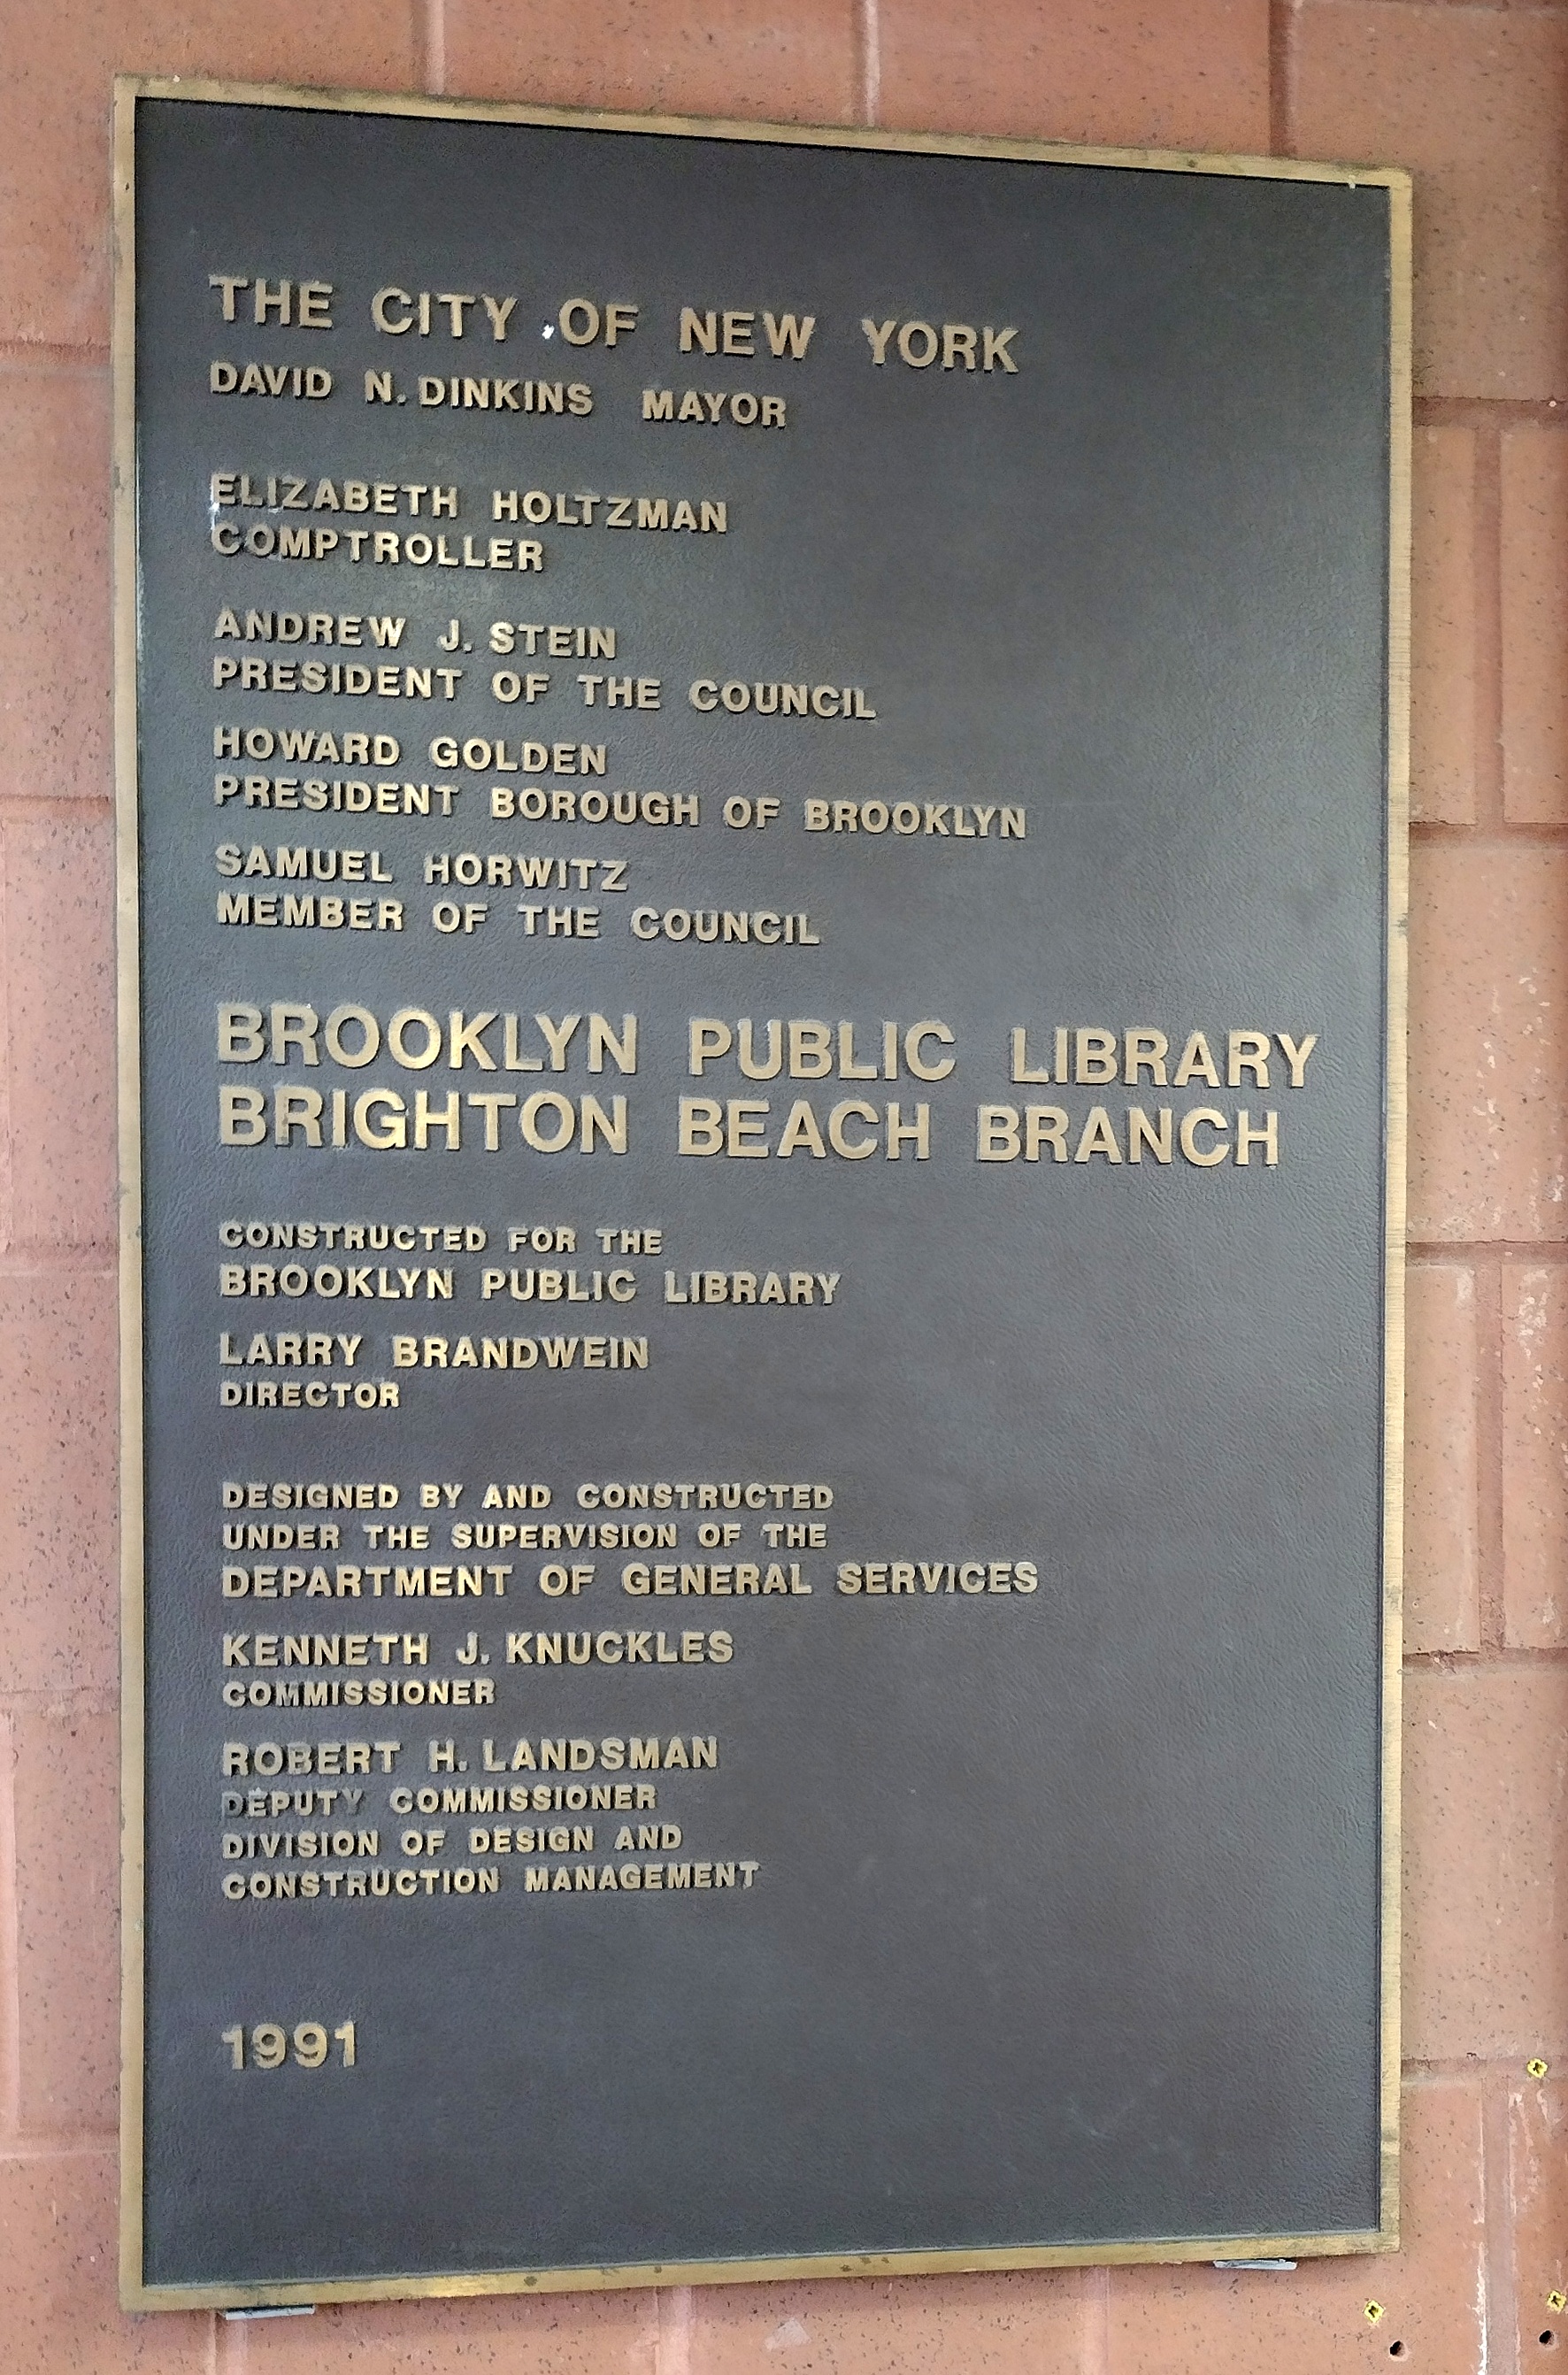 THE CITY OF NEW YORK
DAVID N. DINKINS MAYOR
ELIZABETH HOLTZMAN
COMPTROLLER
ANDREW J. STEIN
PRESIDENT OF THE COUNCIL
HOWARD GOLDEN
PRESIDENT BOROUGH OF BROOKLYN
SAMUEL HORWITZ
MEMBER OF THE COUNCIL
BROOKLYN PUBLIC LIBRARY
BRIGHTON BEACH BRANCH
CONSTRUCTED FOR THE
BROOKLYN PUBLIC LIBRARY
LARRY BRANDWEIN
DIRECTOR
DESIGNED BY AND CONSTRUCTED
UNDER THE SUPERVISION OF THE
DEPARTMENT OF GENERAL SERVICES
KENNETH J. KNUCKLES
COMMISSIONER
ROBERT H. LANDSMAN
DEPUTY COMMISSIONER
DIVISION OF DESIGN AND
CONSTRUCTION MANAGEMENT
1991